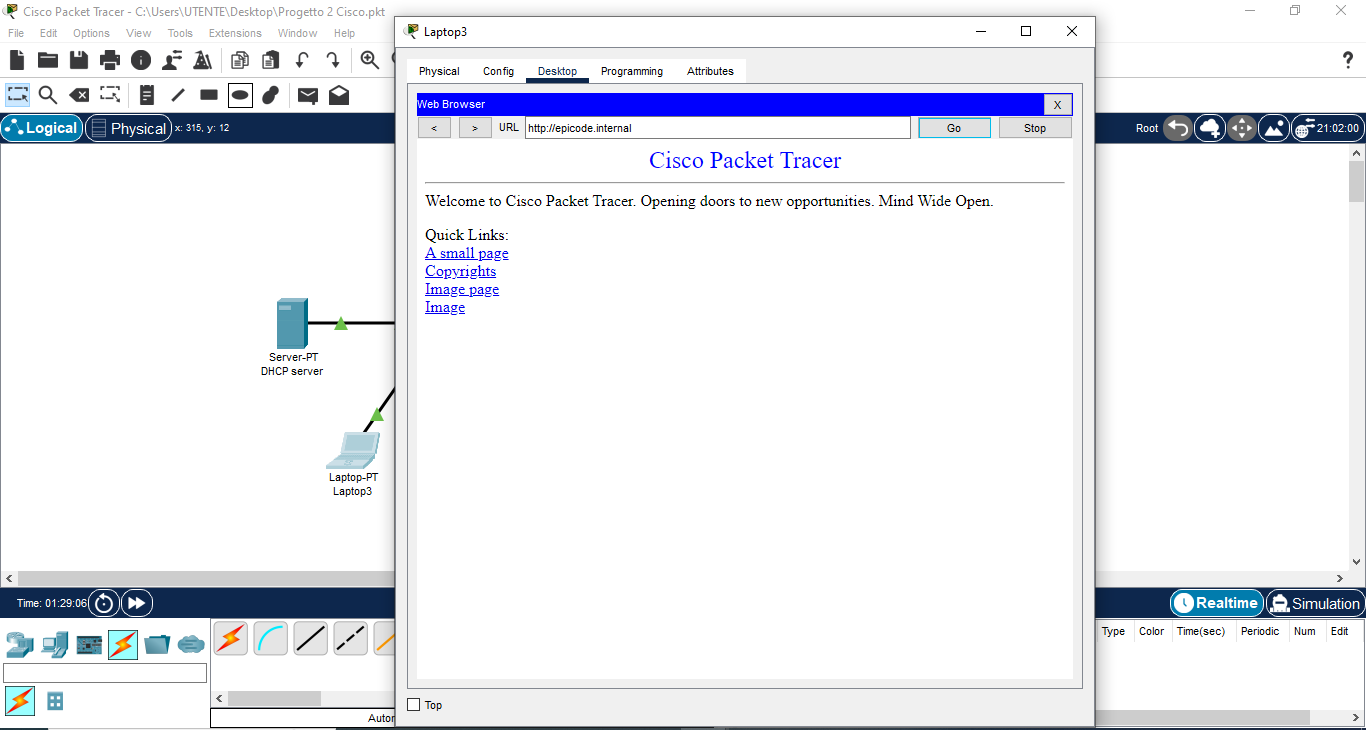 Cisco Packet Tracer - C:\Users\UTENTE\Desktop\Progetto 2 Cisco.pkt
File Edit Options View Tools Extensions Window Help
Logical Physical x: 315, y: 12
Root 21:02:00
Server-PT
DHCP server
Laptop-PT
Laptop3
Time: 01:29:06
Realtime Simulation
Type Color Time(sec) Periodic Num Edit
Autor
Laptop3
Physical Config Desktop Programming Attributes
Web Browser X
< > URL http://epicode.internal Go Stop
Cisco Packet Tracer
Welcome to Cisco Packet Tracer. Opening doors to new opportunities. Mind Wide Open.
Quick Links:
A small page
Copyrights
Image page
Image
Top